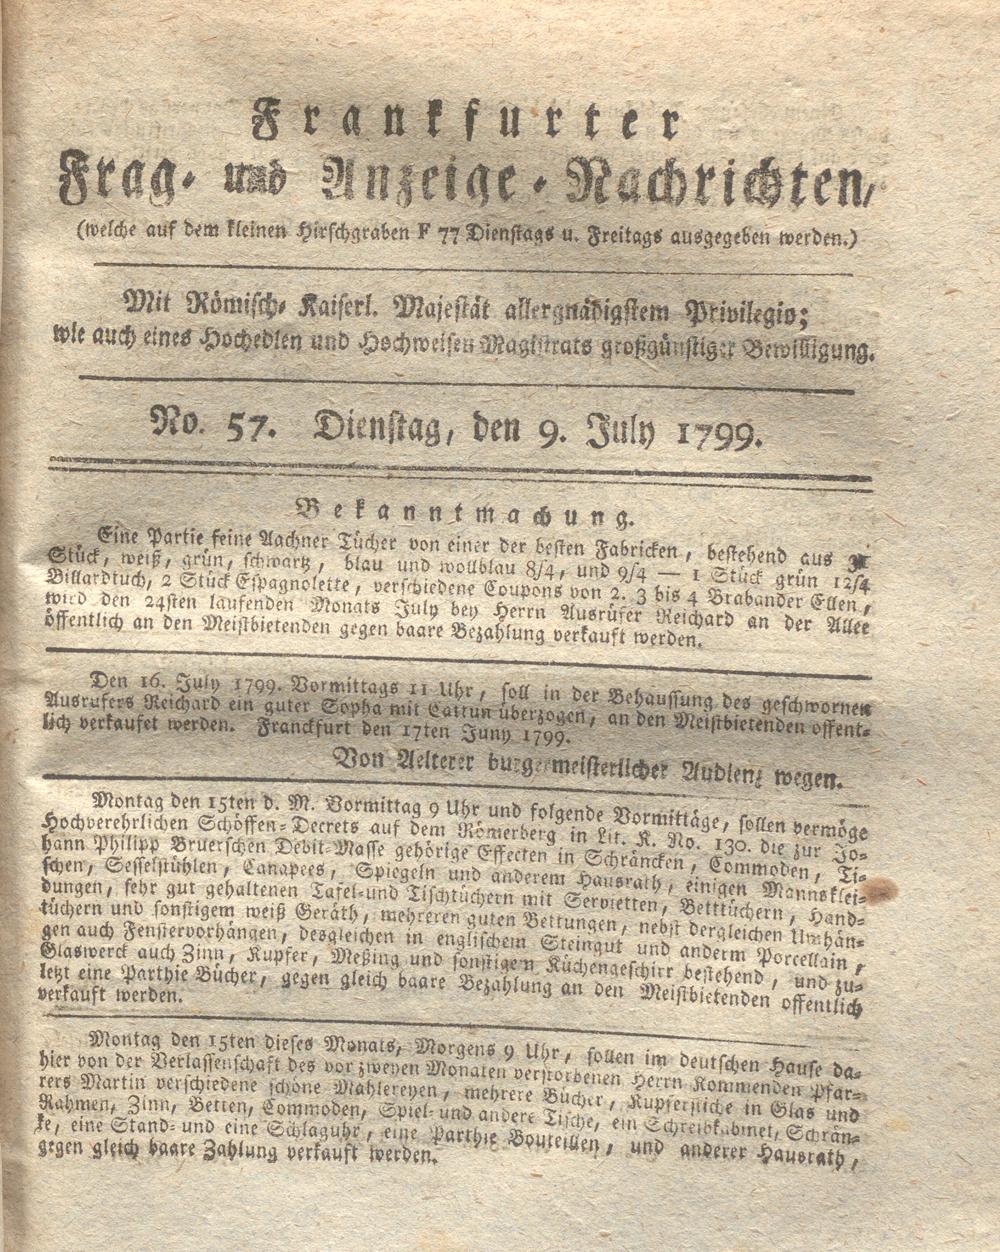 Frankfurter
Frag- und Anzeige-Nachrichten,
(welche auf dem kleinen Hirschgraben F 77 Dienstags u. Freitags ausgegeben werden.)
Mit Römisch- Kaiserl. Majestät allergnädigstem Privilegio;
wie auch eines Hochedlen und Hochweisen Magistrats großgünstiger Bewilligung.
No. 57. Dienstag, den 9. July 1799.
Bekanntmachung.
Eine Partie feine Aachner Tücher von einer der besten Fabricken, bestehend aus 31
Stück, weiß, grün, schwartz, blau und wollblau 8/4, und 9/4 — 1 Stück grün 12/4
Billardtuch, 2 Stück Espagnolette, verschiedene Coupons von 2. 3 bis 4 Brabander Ellen,
wird den 24sten laufenden Monats July bey Herrn Ausrüfer Reichard an der Allee
öffentlich an den Meistbietenden gegen baare Bezahlung verkauft werden.
Den 16. July 1799. Vormittags 11 Uhr, soll in der Behaussung des geschwornen
Ausrufers Reichard ein guter Sopha mit Cattun überzogen, an den Meistbietenden offent-
lich verkaufet werden. Franckfurt den 17ten Juny 1799.
Von Aelterer burgermeisterlicher Audienz wegen.
Montag den 15ten d. M. Vormittag 9 Uhr und folgende Vormittäge, sollen vermöge
Hochverehrlichen Schöffen-Decrets auf dem Römerberg in Lit. K. No. 130. die zur Jo-
hann Philipp Bruerschen Debit-Masse gehörige Effecten in Schräncken, Commoden, Ti-
schen, Sesselstühlen, Canapees, Spiegeln und anderem Hausrath, einigen Mannsklei-
dungen, sehr gut gehaltenen Tafel-und Tischtüchern mit Servietten, Betttüchern, Hand-
tüchern und sonstigem weiß Geräth, mehreren guten Bettungen, nebst dergleichen Umhän-
gen auch Fenstervorhängen, desgleichen in englischem Steingut und anderm Porcellain,
Glaswerck auch Zinn, Kupfer, Meßing und sonstigem Küchengeschirr bestehend, und zu-
letzt eine Parthie Bücher, gegen gleich baare Bezahlung an den Meistbietenden offentlich
verkauft werden.
Montag den 15ten dieses Monats, Morgens 9 Uhr, sollen im deutschen Hause da-
hier von der Verlassenschaft des vor zweyen Monaten verstorbenen Herrn Kommenden Pfar-
rers Martin verschiedene schöne Mahlereyen, mehrere Bücher, Kupferstiche in Glas und
Rahmen, Zinn, Betten, Commoden, Spiel- und andere Tische, ein Schreibkabinet, Schrän-
ke, eine Stand- und eine Schlaguhr, eine Parthie Bouteillen, und anderer Hausrath,
gegen gleich baare Zahlung verkauft werden.